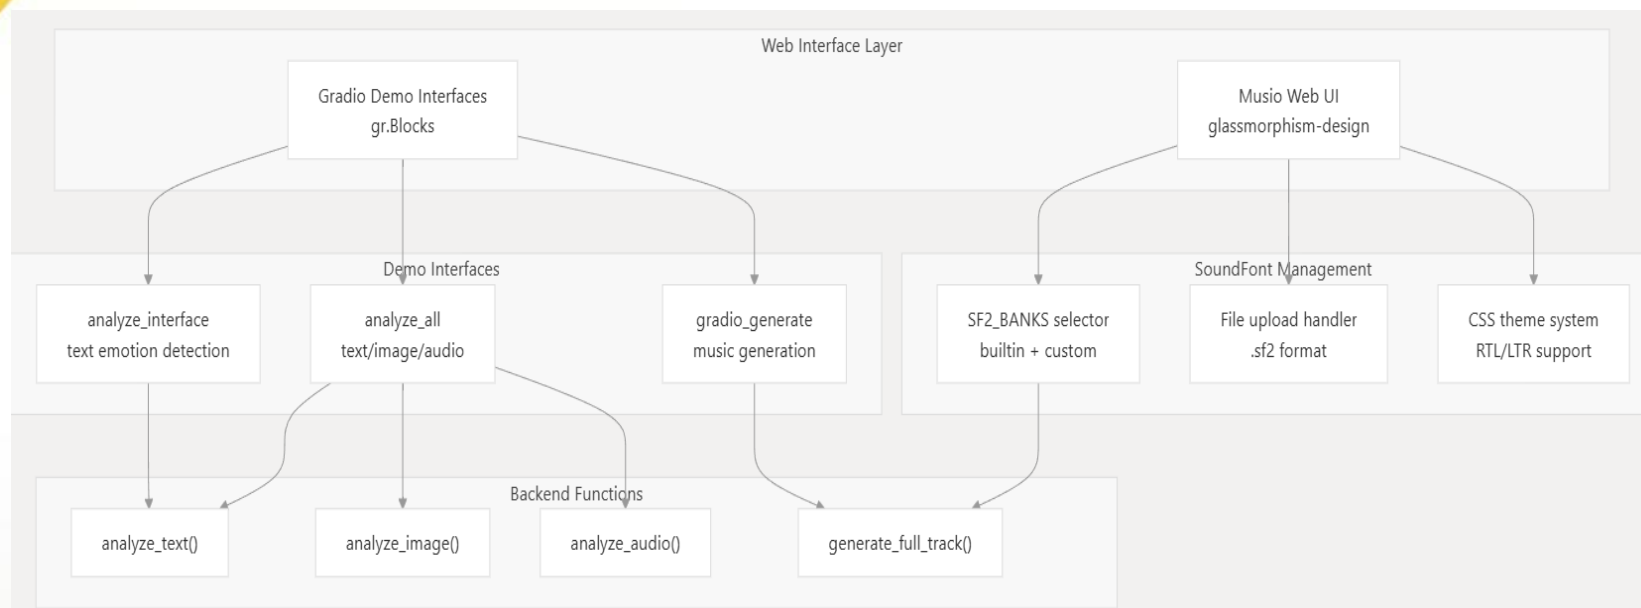 Web Interface Layer
Gradio Demo Interfaces
gr.Blocks
Musio Web UI
glassmorphism-design
Demo Interfaces
SoundFont Management
analyze_interface
text emotion detection
analyze_all
text/image/audio
gradio_generate
music generation
SF2_BANKS selector
builtin + custom
File upload handler
.sf2 format
CSS theme system
RTL/LTR support
Backend Functions
analyze_text()
analyze_image()
analyze_audio()
generate_full_track()